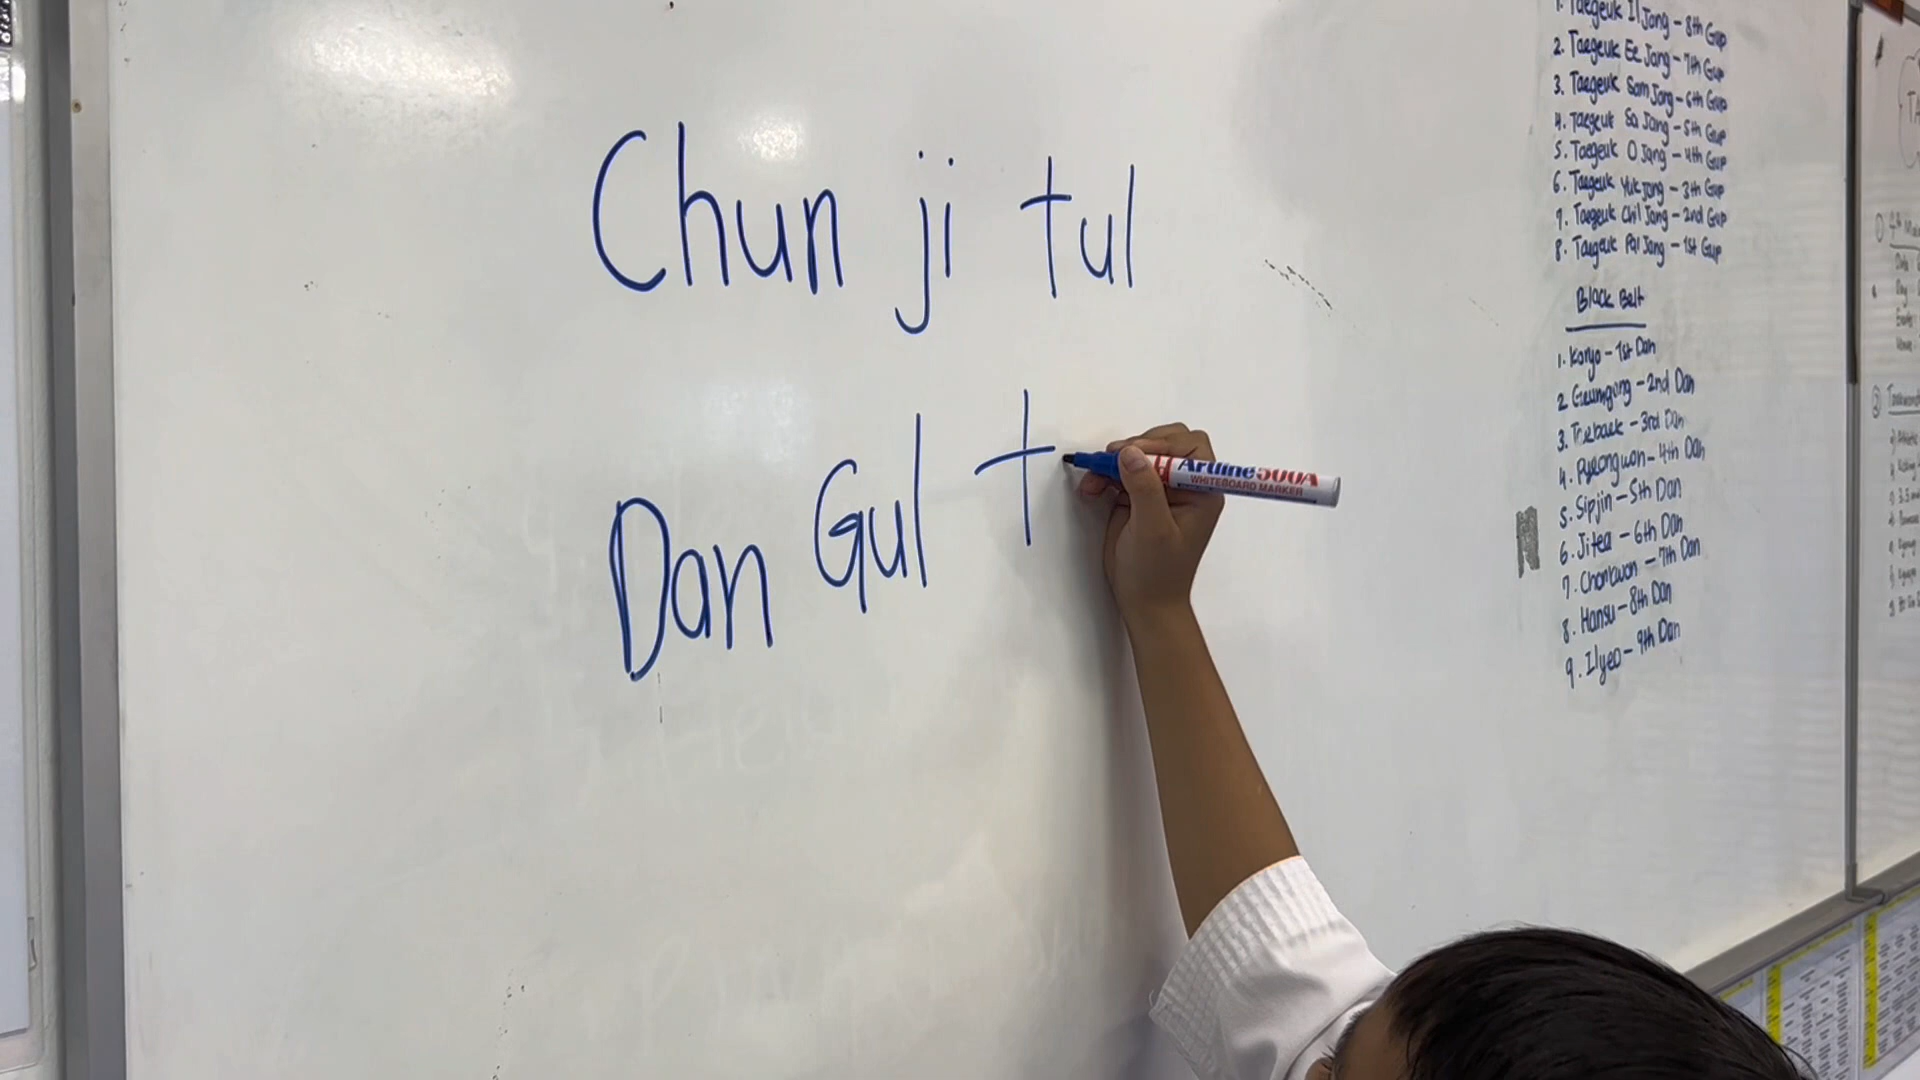 Chun ji tul
Dan Gul t
Artline 500A
WHITEBOARD MARKER
1. Taegeuk Il Jang - 8th Gup
2. Taegeuk Ee Jang - 7th Gup
3. Taegeuk Sam Jang - 6th Gup
4. Taegeuk Sa Jang - 5th Gup
5. Taegeuk O Jang - 4th Gup
6. Taegeuk Yuk Jang - 3th Gup
7. Taegeuk Chil Jang - 2nd Gup
8. Taegeuk Pal Jang - 1st Gup
Black Belt
1. Koryo - 1st Dan
2 Geumgang - 2nd Dan
3. Taebaek - 3rd Dan
4. Pyeongwon - 4th Dan
5. Sipjin - 5th Dan
6. Jitea - 6th Dan
7. Chonkwon - 7th Dan
8. Hansu - 8th Dan
9. Ilyeo - 9th Dan